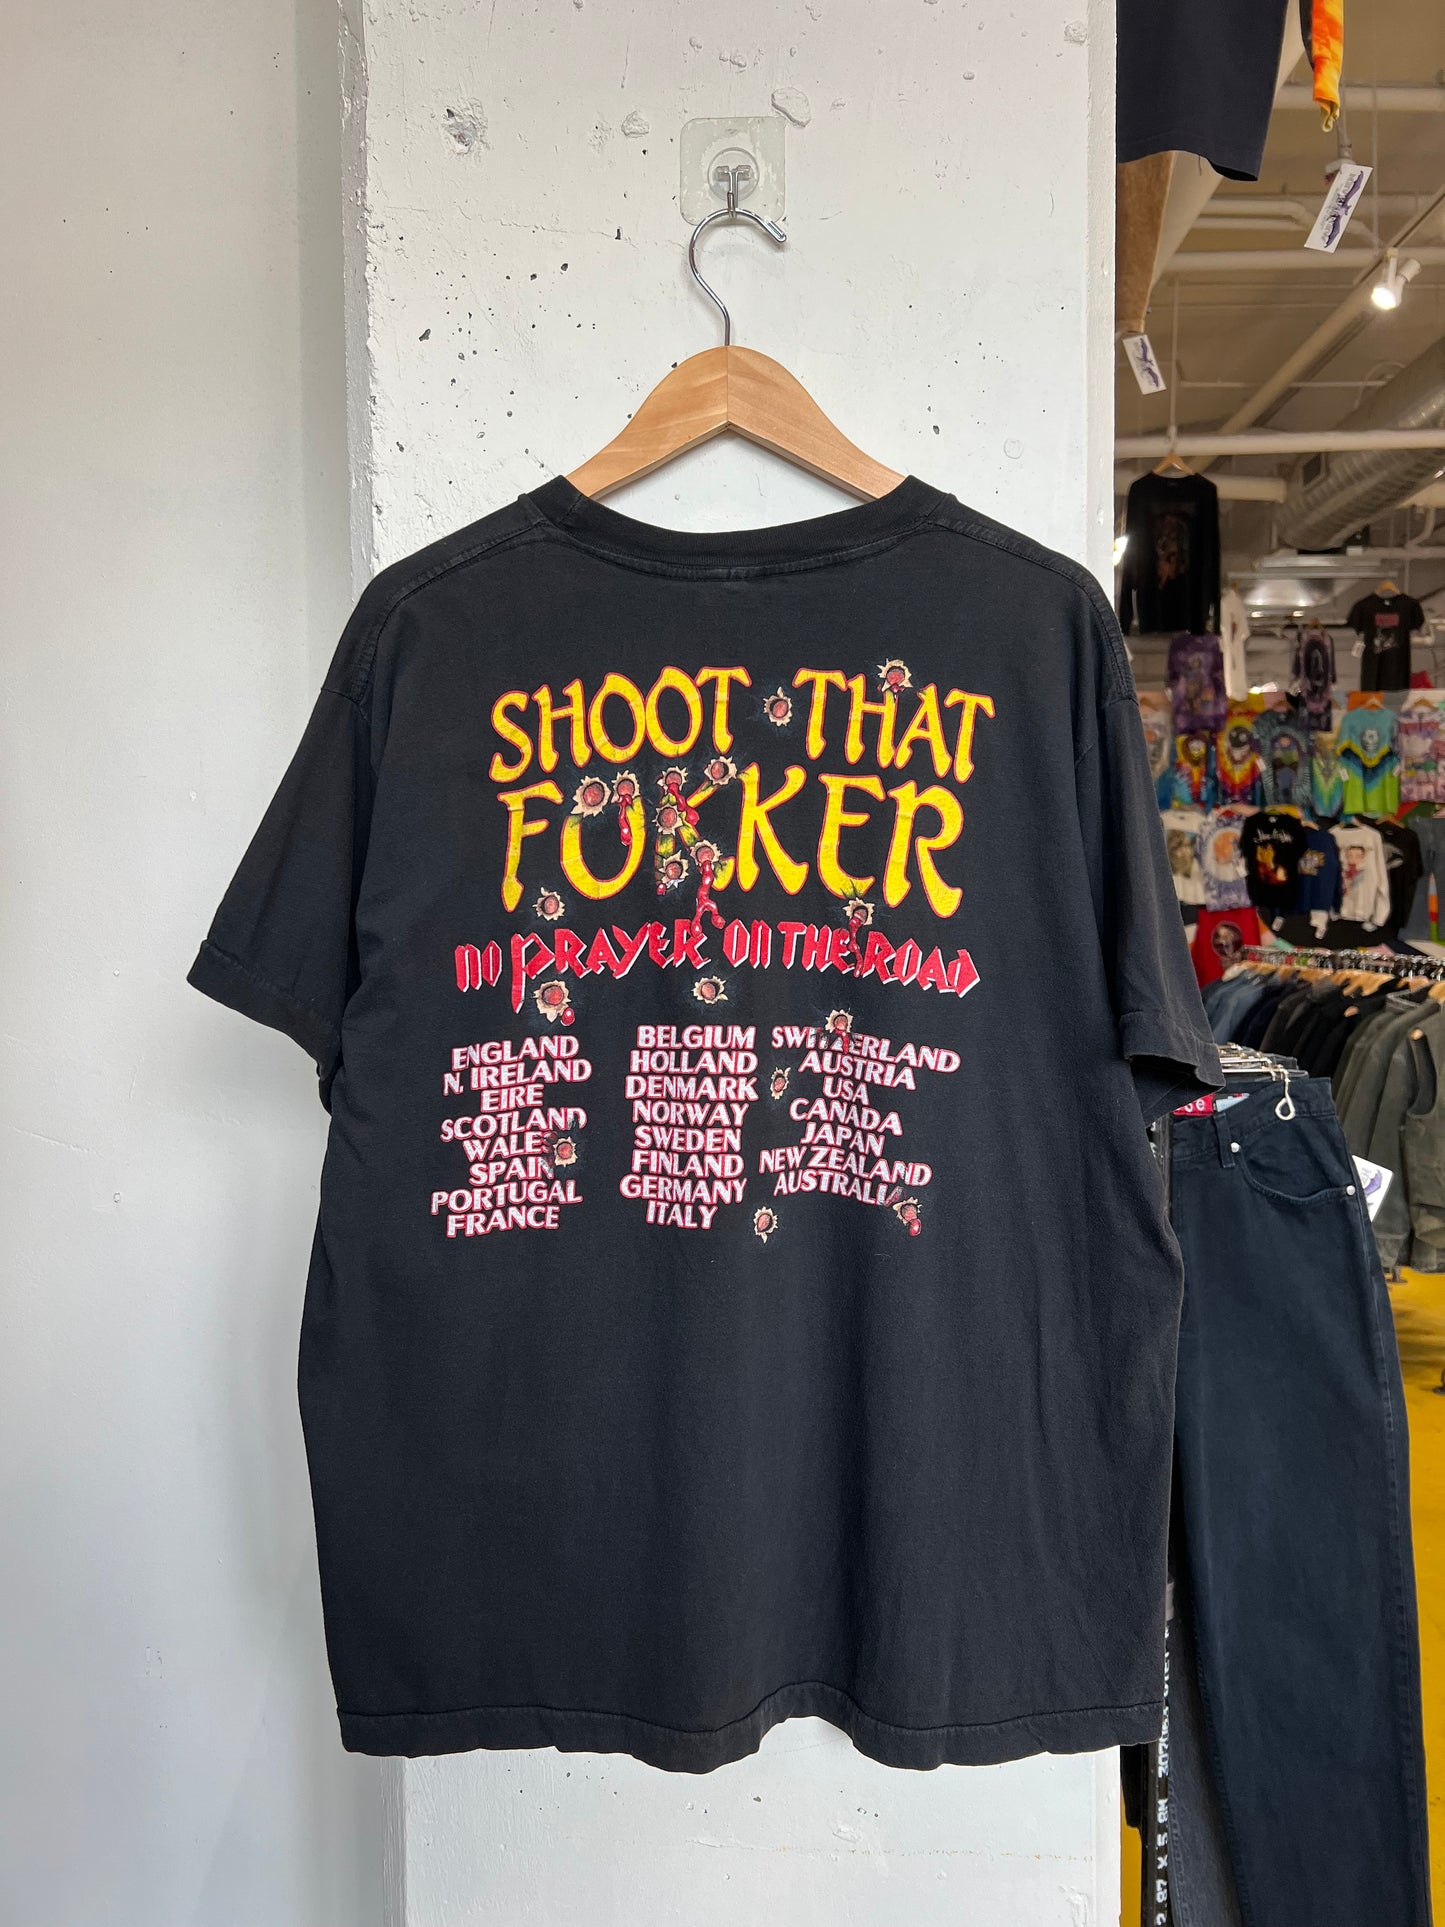 SHOOT THAT
FOKKER
NO PRAYER ON THE ROAD
ENGLAND
N. IRELAND
EIRE
SCOTLAND
WALES
SPAIN
PORTUGAL
FRANCE
BELGIUM
HOLLAND
DENMARK
NORWAY
SWEDEN
FINLAND
GERMANY
ITALY
SWITZERLAND
AUSTRIA
USA
CANADA
JAPAN
NEW ZEALAND
AUSTRALIA